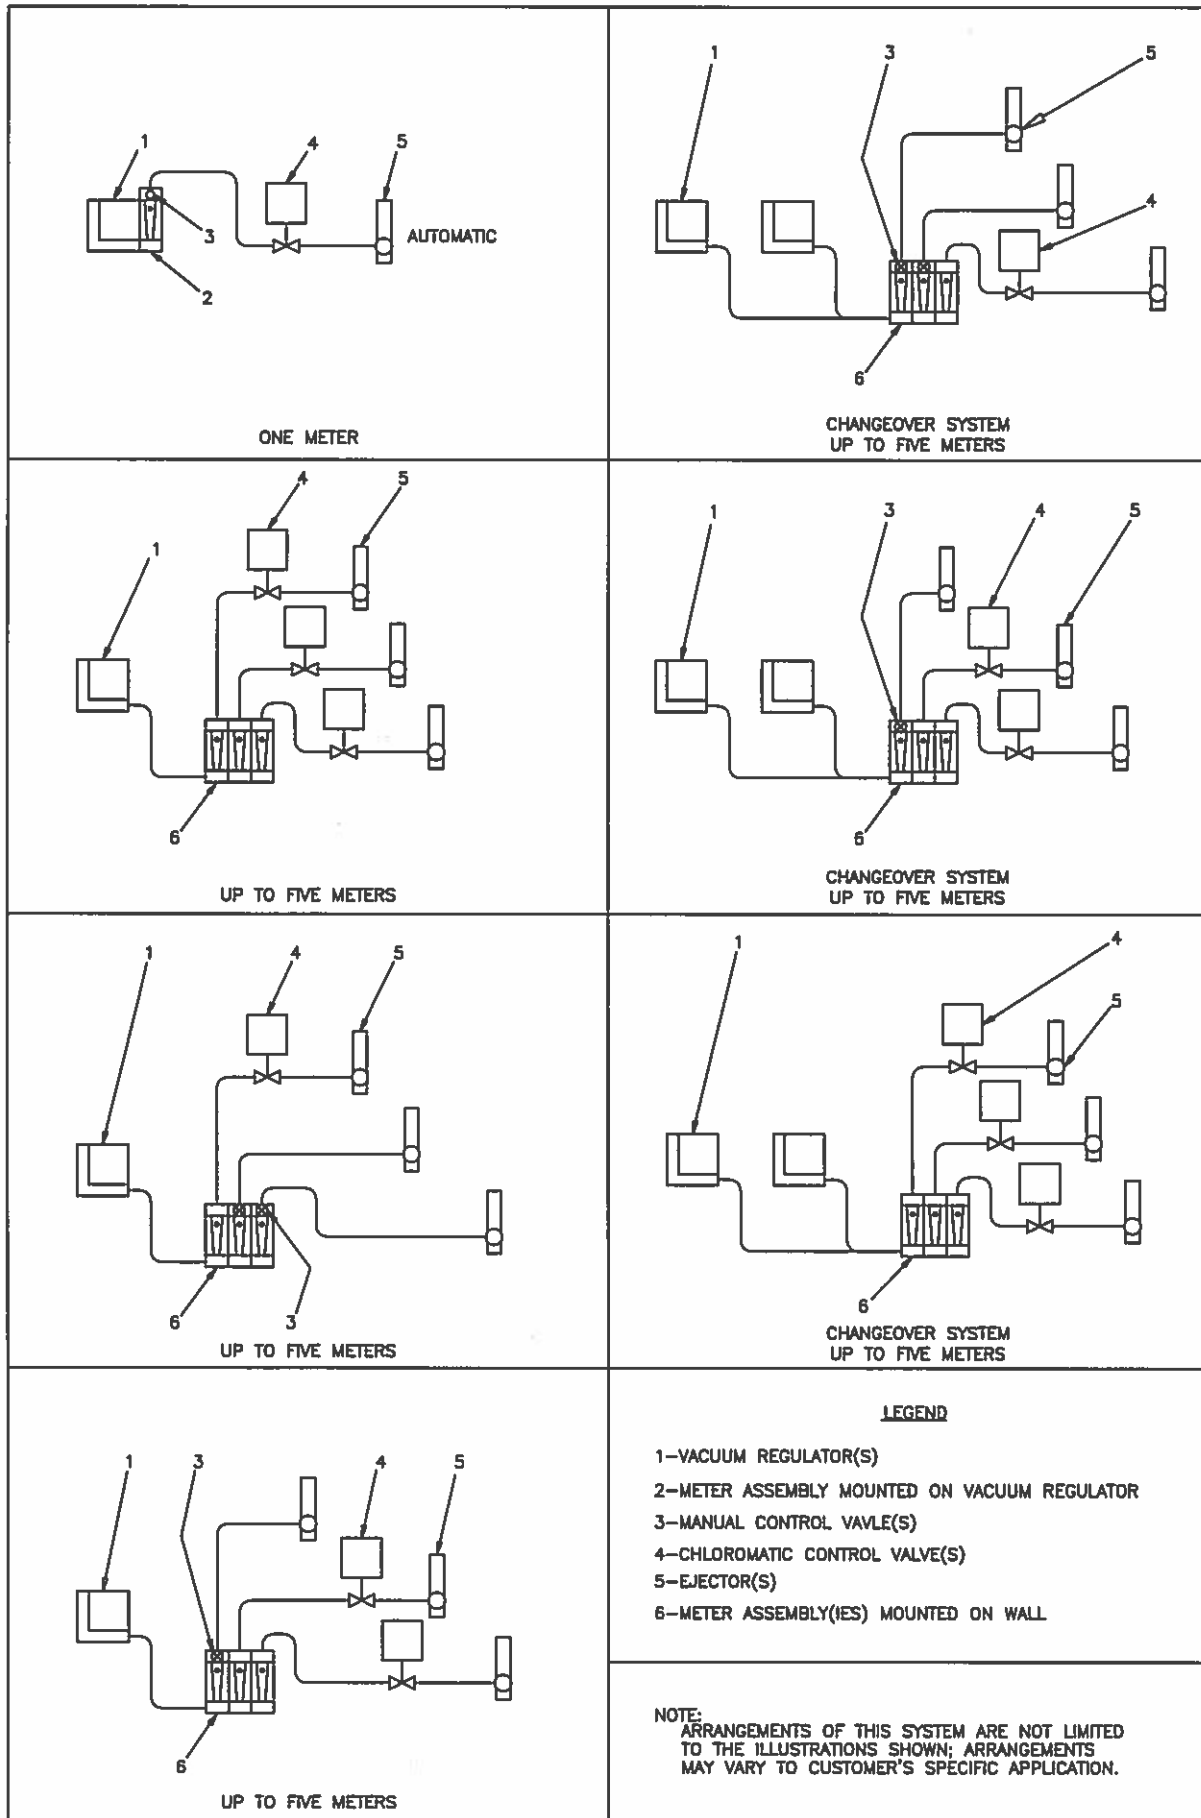 1
4
5
3
AUTOMATIC
2
ONE METER
1
3
5
4
6
CHANGEOVER SYSTEM
UP TO FIVE METERS
4
5
1
6
UP TO FIVE METERS
1
3
4
5
6
CHANGEOVER SYSTEM
UP TO FIVE METERS
1
4
5
6
3
UP TO FIVE METERS
1
4
5
6
CHANGEOVER SYSTEM
UP TO FIVE METERS
1
3
4
5
6
UP TO FIVE METERS
LEGEND
1-VACUUM REGULATOR(S)
2-METER ASSEMBLY MOUNTED ON VACUUM REGULATOR
3-MANUAL CONTROL VAVLE(S)
4-CHLOROMATIC CONTROL VALVE(S)
5-EJECTOR(S)
6-METER ASSEMBLY(IES) MOUNTED ON WALL
NOTE:
ARRANGEMENTS OF THIS SYSTEM ARE NOT LIMITED
TO THE ILLUSTRATIONS SHOWN; ARRANGEMENTS
MAY VARY TO CUSTOMER'S SPECIFIC APPLICATION.